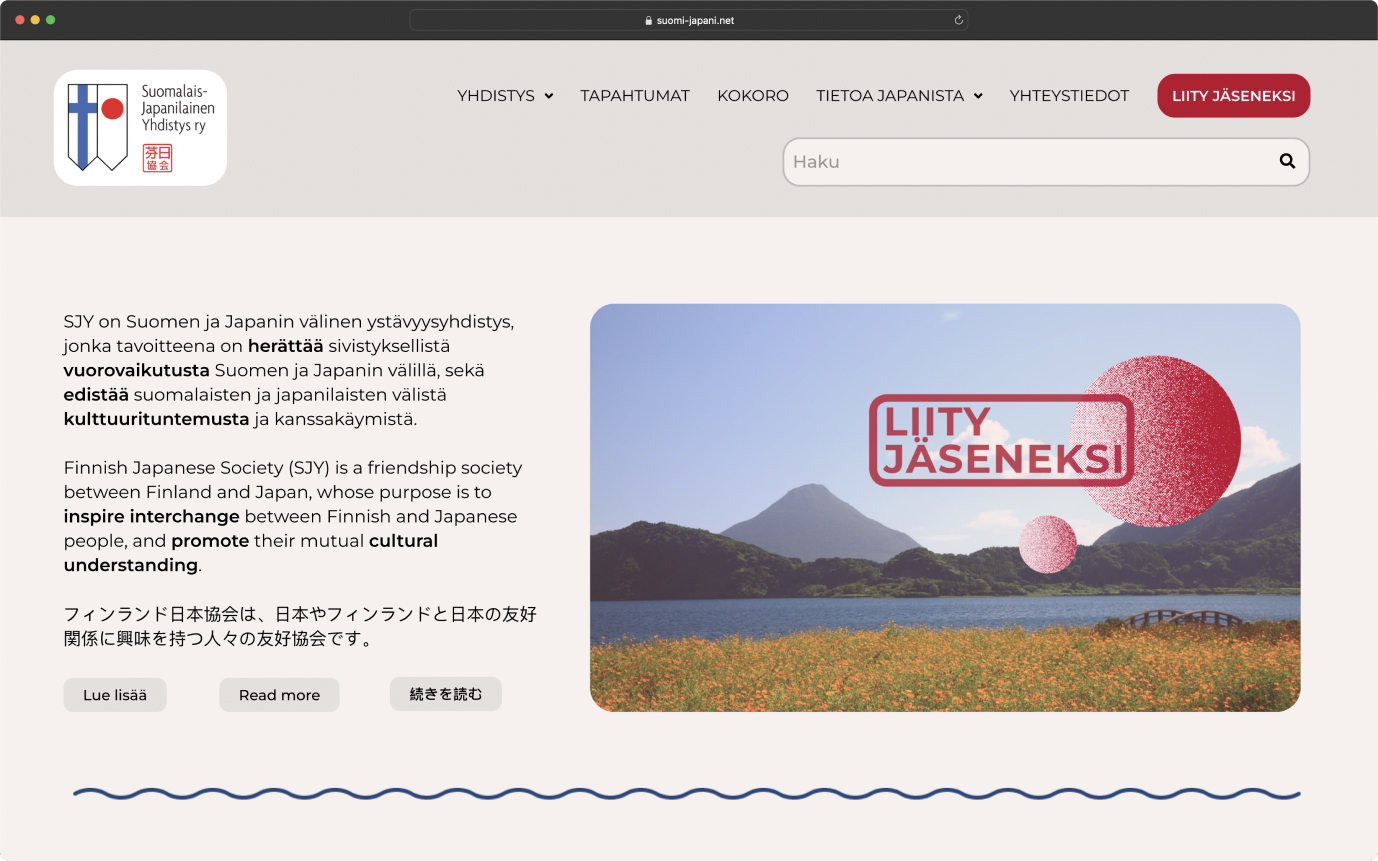 suomi-japani.net
Suomalais-
Japanilainen
Yhdistys ry
芬日
協会
YHDISTYS
TAPAHTUMAT
KOKORO
TIETOA JAPANISTA
YHTEYSTIEDOT
LIITY JÄSENEKSI
Haku
SJY on Suomen ja Japanin välinen ystävyysyhdistys,
jonka tavoitteena on herättää sivistyksellistä
vuorovaikutusta Suomen ja Japanin välillä, sekä
edistää suomalaisten ja japanilaisten välistä
kulttuurituntemusta ja kanssakäymistä.
Finnish Japanese Society (SJY) is a friendship society
between Finland and Japan, whose purpose is to
inspire interchange between Finnish and Japanese
people, and promote their mutual cultural
understanding.
フィンランド日本協会は、日本やフィンランドと日本の友好
関係に興味を持つ人々の友好協会です。
Lue lisää
Read more
続きを読む
LIITY
JÄSENEKSI